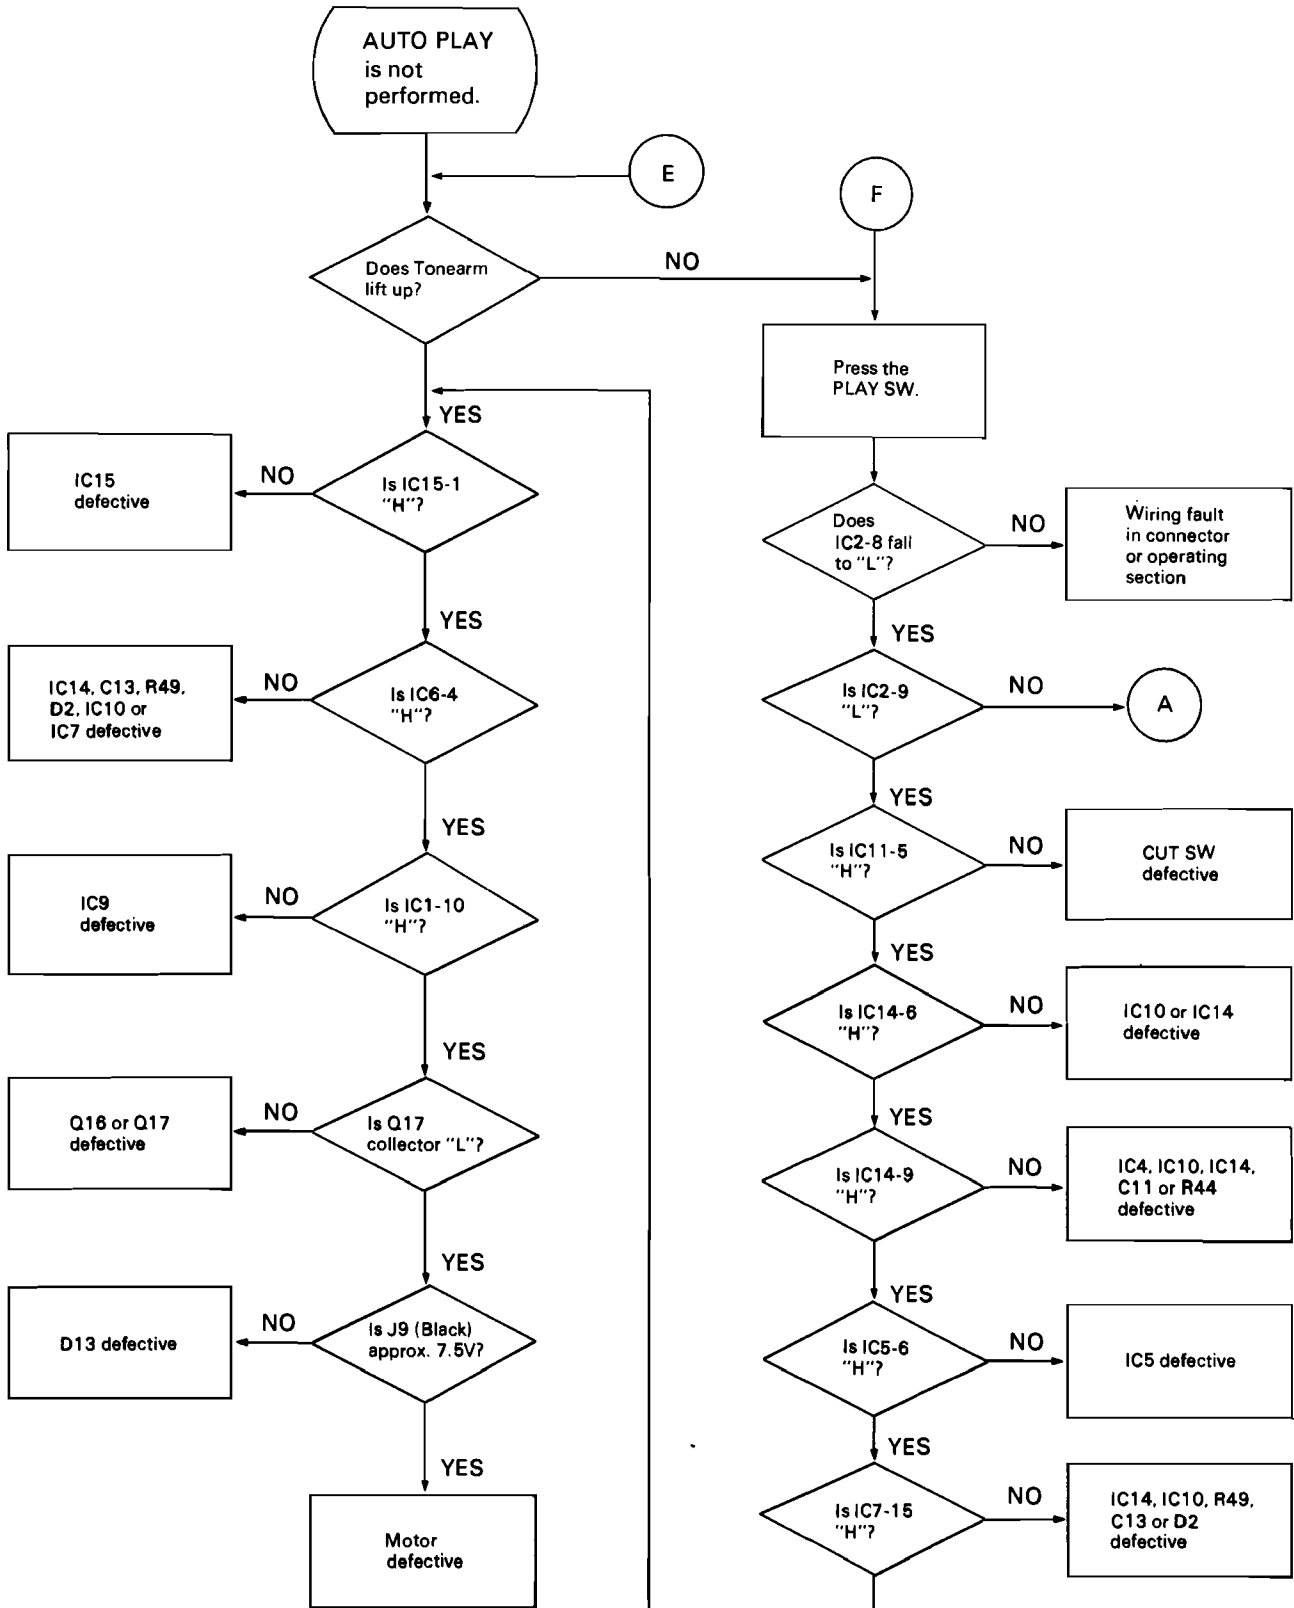 AUTO PLAY
is not
performed.
E
F
Does Tonearm
lift up?
NO
Press the
PLAY SW.
YES
Is IC15-1
"H"?
NO
IC15
defective
Does
IC2-8 fall
to "L"?
NO
Wiring fault
in connector
or operating
section
YES
YES
Is IC6-4
"H"?
NO
IC14, C13, R49,
D2, IC10 or
IC7 defective
Is IC2-9
"L"?
NO
A
YES
YES
Is IC1-10
"H"?
NO
IC9
defective
Is IC11-5
"H"?
NO
CUT SW
defective
YES
YES
Is Q17
collector "L"?
NO
Q16 or Q17
defective
Is IC14-6
"H"?
NO
IC10 or IC14
defective
YES
Is IC14-9
"H"?
NO
IC4, IC10, IC14,
C11 or R44
defective
YES
Is J9 (Black)
approx. 7.5V?
NO
D13 defective
YES
Is IC5-6
"H"?
NO
IC5 defective
YES
Motor
defective
YES
Is IC7-15
"H"?
NO
IC14, IC10, R49,
C13 or D2
defective